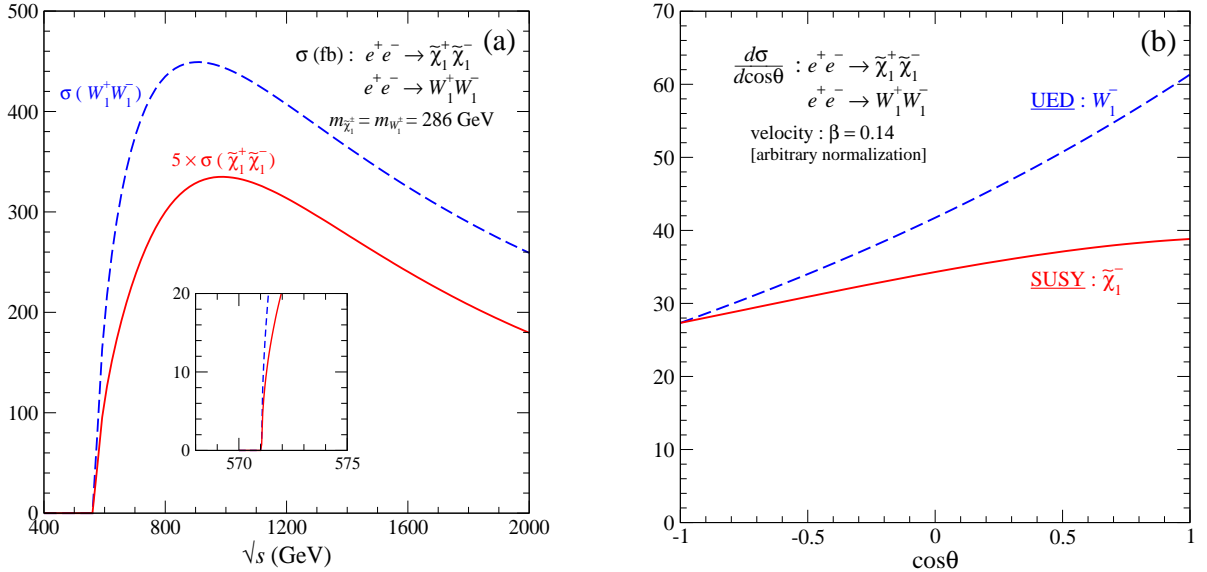 500
400
300
200
100
0
400
800
1200
1600
2000
√s (GeV)
(a)
σ (fb) : e⁺e⁻ → χ̃₁⁺χ̃₁⁻
e⁺e⁻ → W₁⁺W₁⁻
m_χ̃₁± = m_W₁± = 286 GeV
σ ( W₁⁺W₁⁻)
5 × σ ( χ̃₁⁺χ̃₁⁻)
20
10
0
570
575
70
60
50
40
30
20
10
0
-1
-0.5
0
0.5
1
cosθ
(b)
dσ/dcosθ : e⁺e⁻ → χ̃₁⁺χ̃₁⁻
e⁺e⁻ → W₁⁺W₁⁻
velocity : β = 0.14
[arbitrary normalization]
UED : W₁⁻
SUSY : χ̃₁⁻